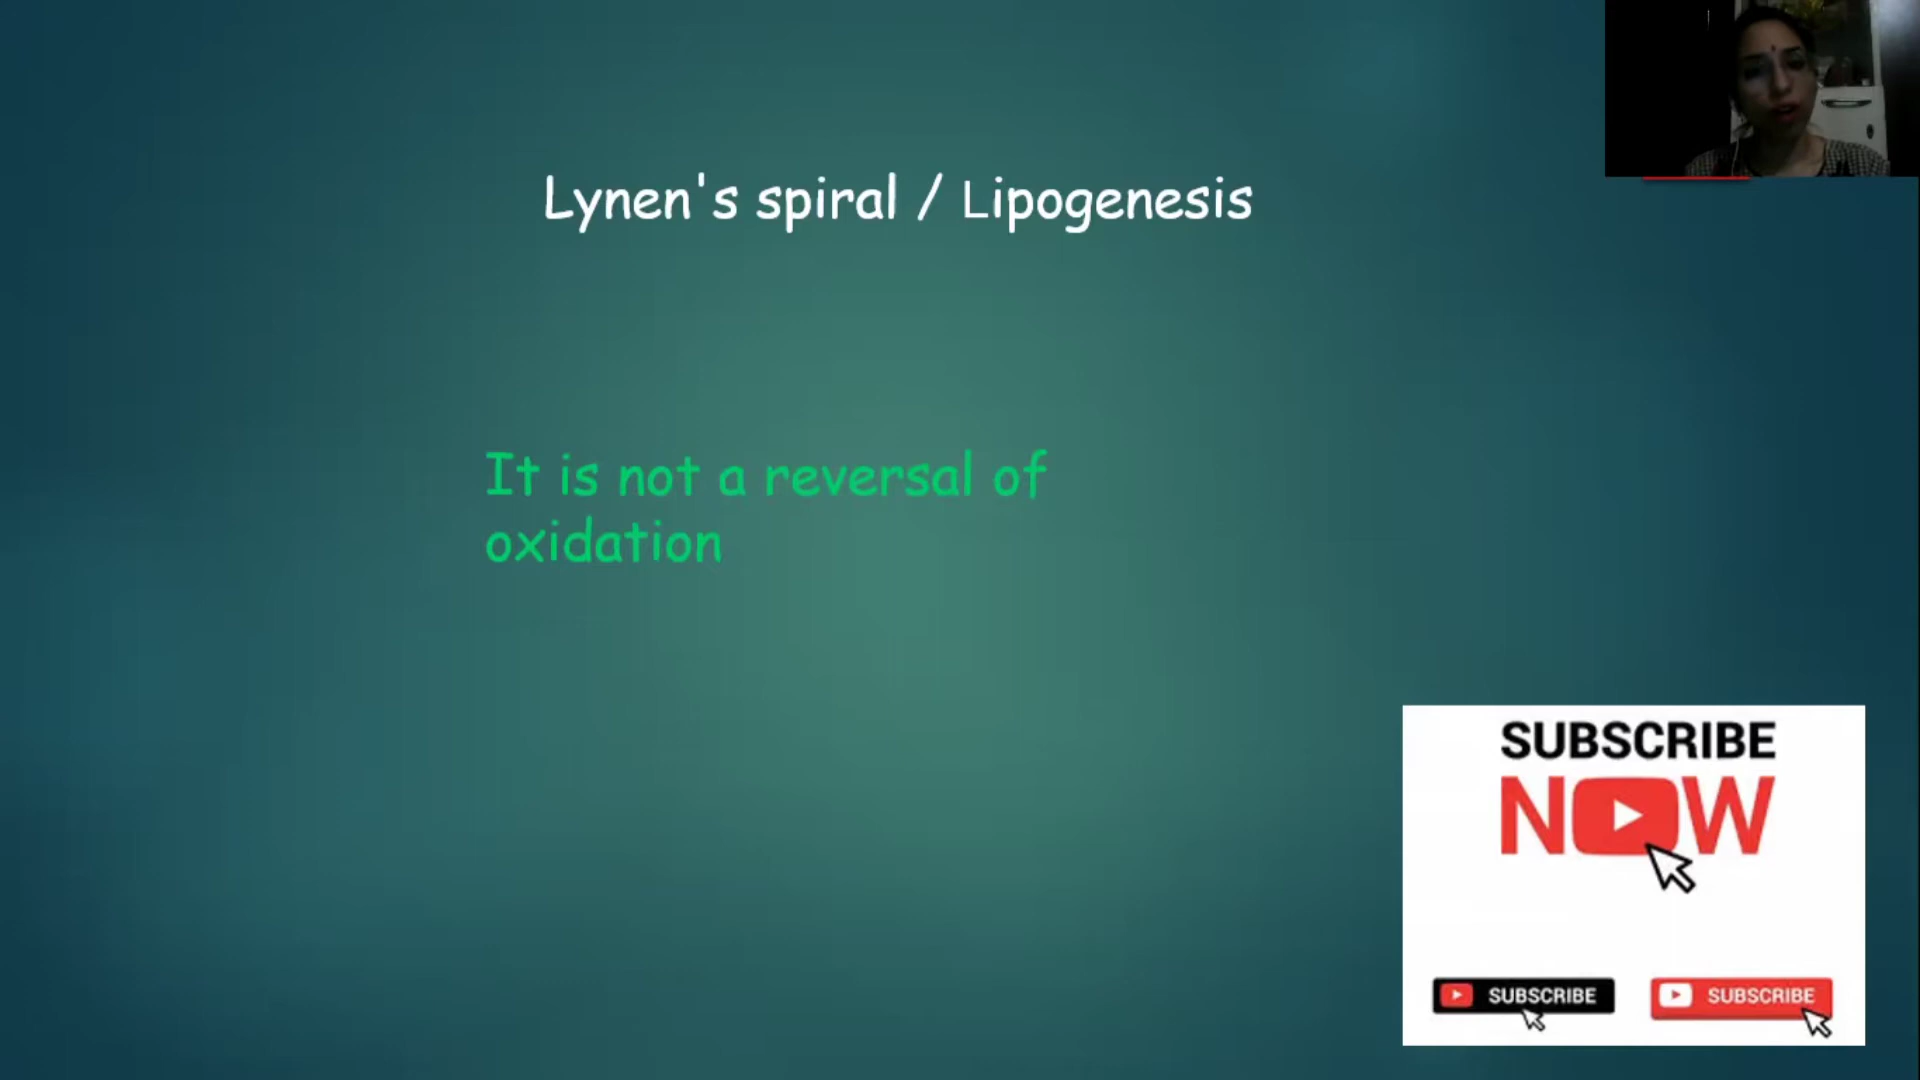 Lynen's spiral / Lipogenesis
It is not a reversal of
oxidation
SUBSCRIBE
NOW
SUBSCRIBE
SUBSCRIBE